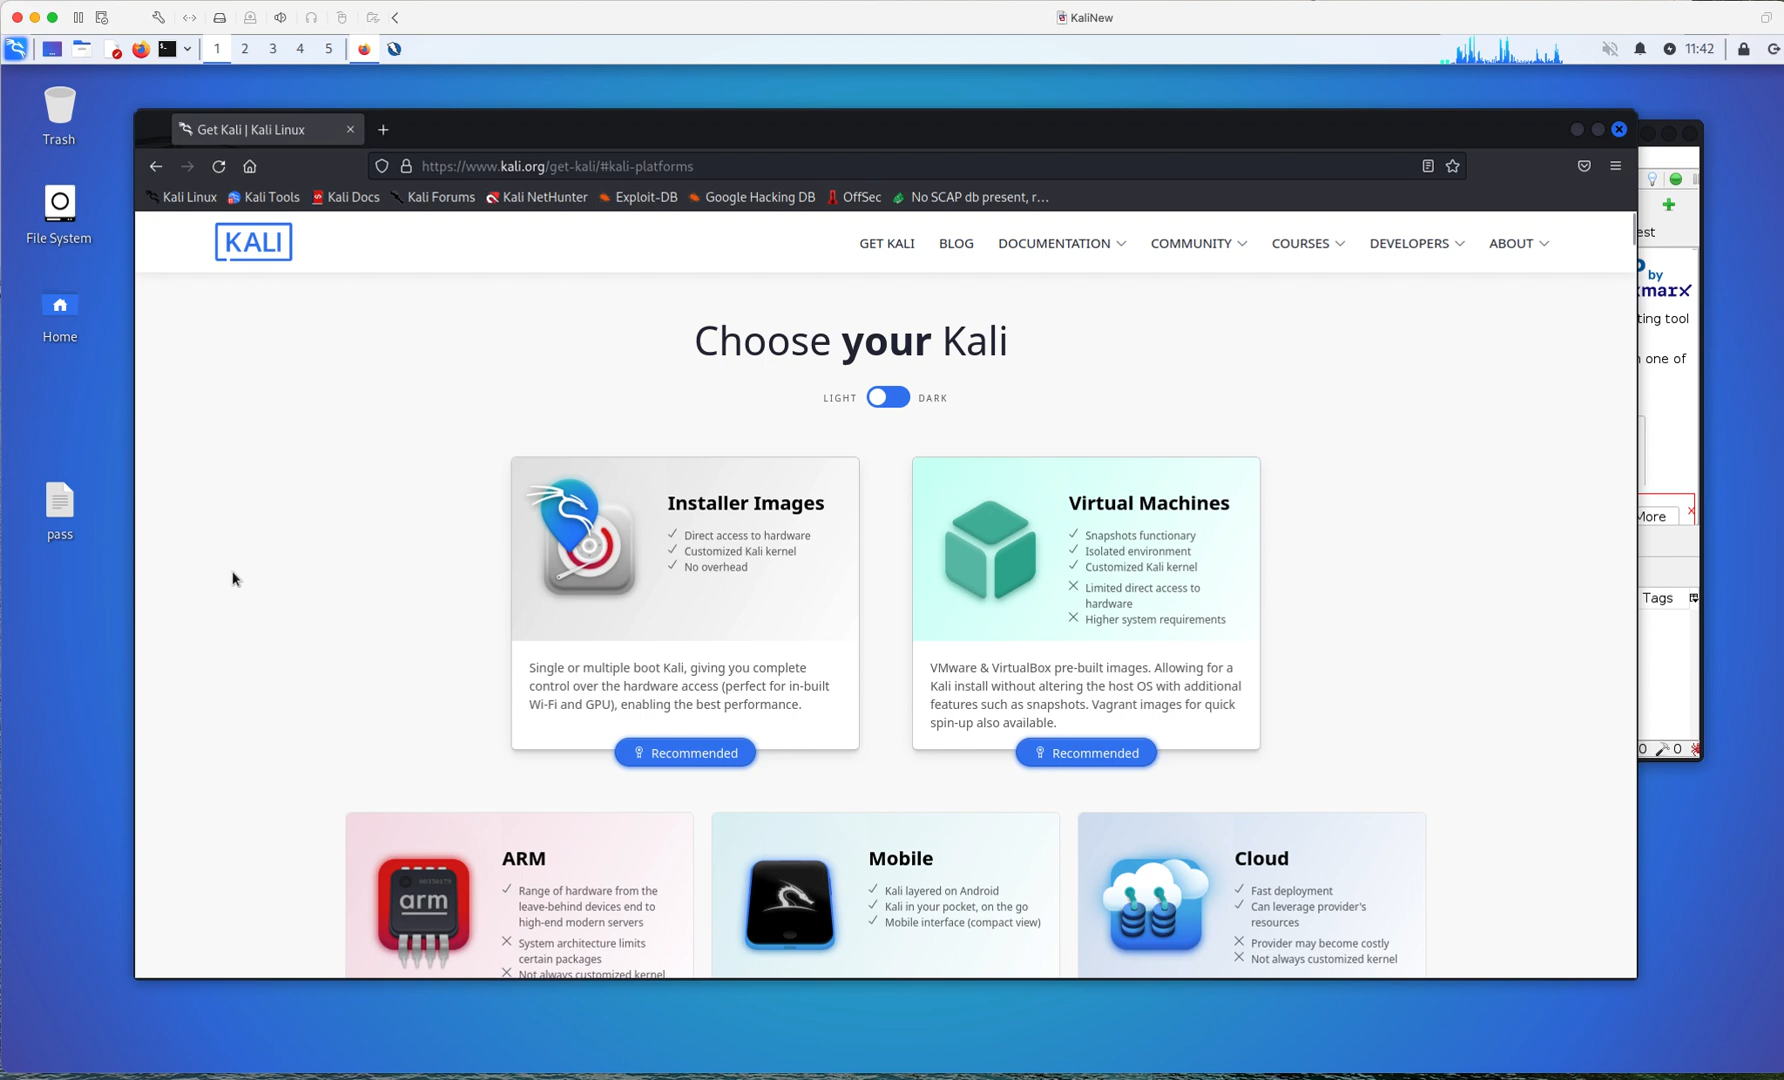 KaliNew
1 2 3 4 5
11:42
Trash
File System
Home
pass
Get Kali | Kali Linux
https://www.kali.org/get-kali/#kali-platforms
Kali Linux Kali Tools Kali Docs Kali Forums Kali NetHunter Exploit-DB Google Hacking DB OffSec No SCAP db present, r...
KALI
GET KALI BLOG DOCUMENTATION COMMUNITY COURSES DEVELOPERS ABOUT
Choose your Kali
LIGHT DARK
Installer Images
Direct access to hardware
Customized Kali kernel
No overhead
Single or multiple boot Kali, giving you complete
control over the hardware access (perfect for in-built
Wi-Fi and GPU), enabling the best performance.
Recommended
Virtual Machines
Snapshots functionary
Isolated environment
Customized Kali kernel
Limited direct access to
hardware
Higher system requirements
VMware & VirtualBox pre-built images. Allowing for a
Kali install without altering the host OS with additional
features such as snapshots. Vagrant images for quick
spin-up also available.
Recommended
ARM
arm
Range of hardware from the
leave-behind devices end to
high-end modern servers
System architecture limits
certain packages
Not always customized kernel
Mobile
Kali layered on Android
Kali in your pocket, on the go
Mobile interface (compact view)
Cloud
Fast deployment
Can leverage provider's
resources
Provider may become costly
Not always customized kernel
est
by
marx
ting tool
one of
More
Tags
0 0